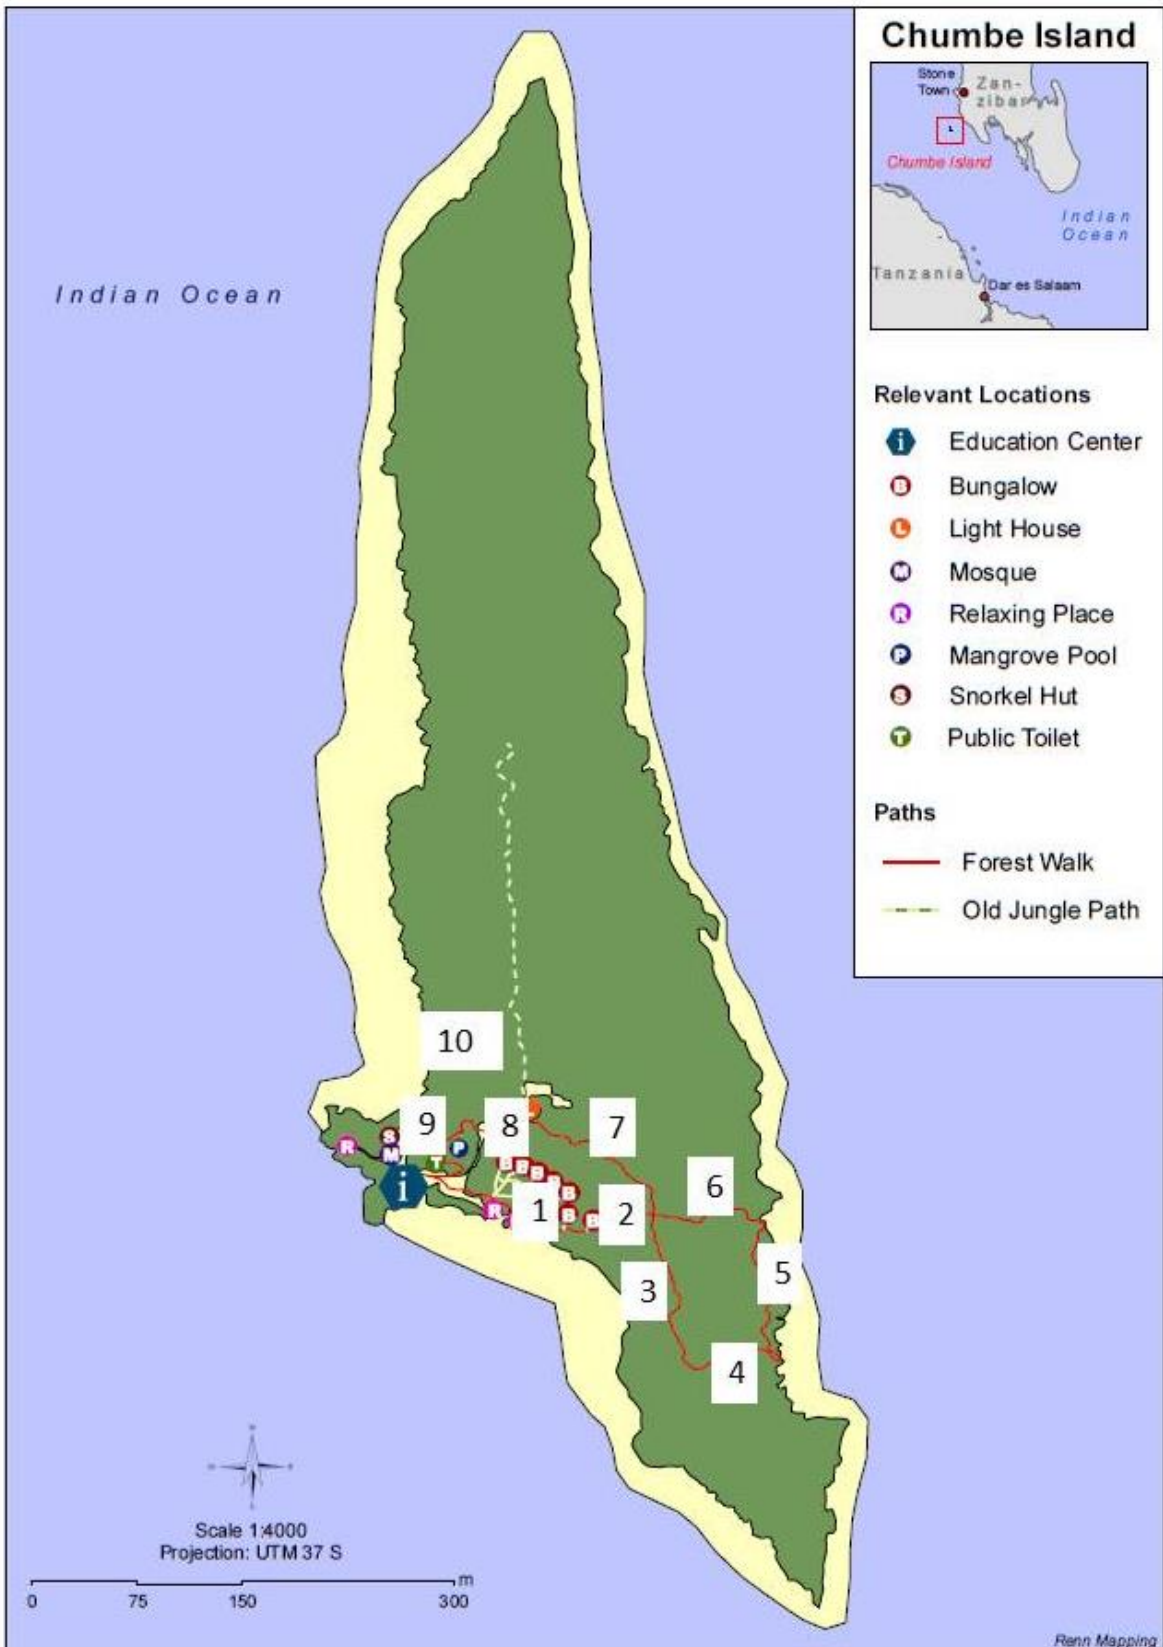 Chumbe Island
Stone
Town
Zan-
zibar
Chumbe Island
Indian
Ocean
Tanzania
Dar es Salaam
Indian Ocean
Relevant Locations
i Education Center
B Bungalow
L Light House
M Mosque
R Relaxing Place
P Mangrove Pool
S Snorkel Hut
T Public Toilet
Paths
Forest Walk
Old Jungle Path
10
9
8
7
L
R
S
M
T
P
i
B
B
B
B
6
R
1
B
B
2
3
5
4
Scale 1:4000
Projection: UTM 37 S
m
0 75 150 300
Renn Mapping